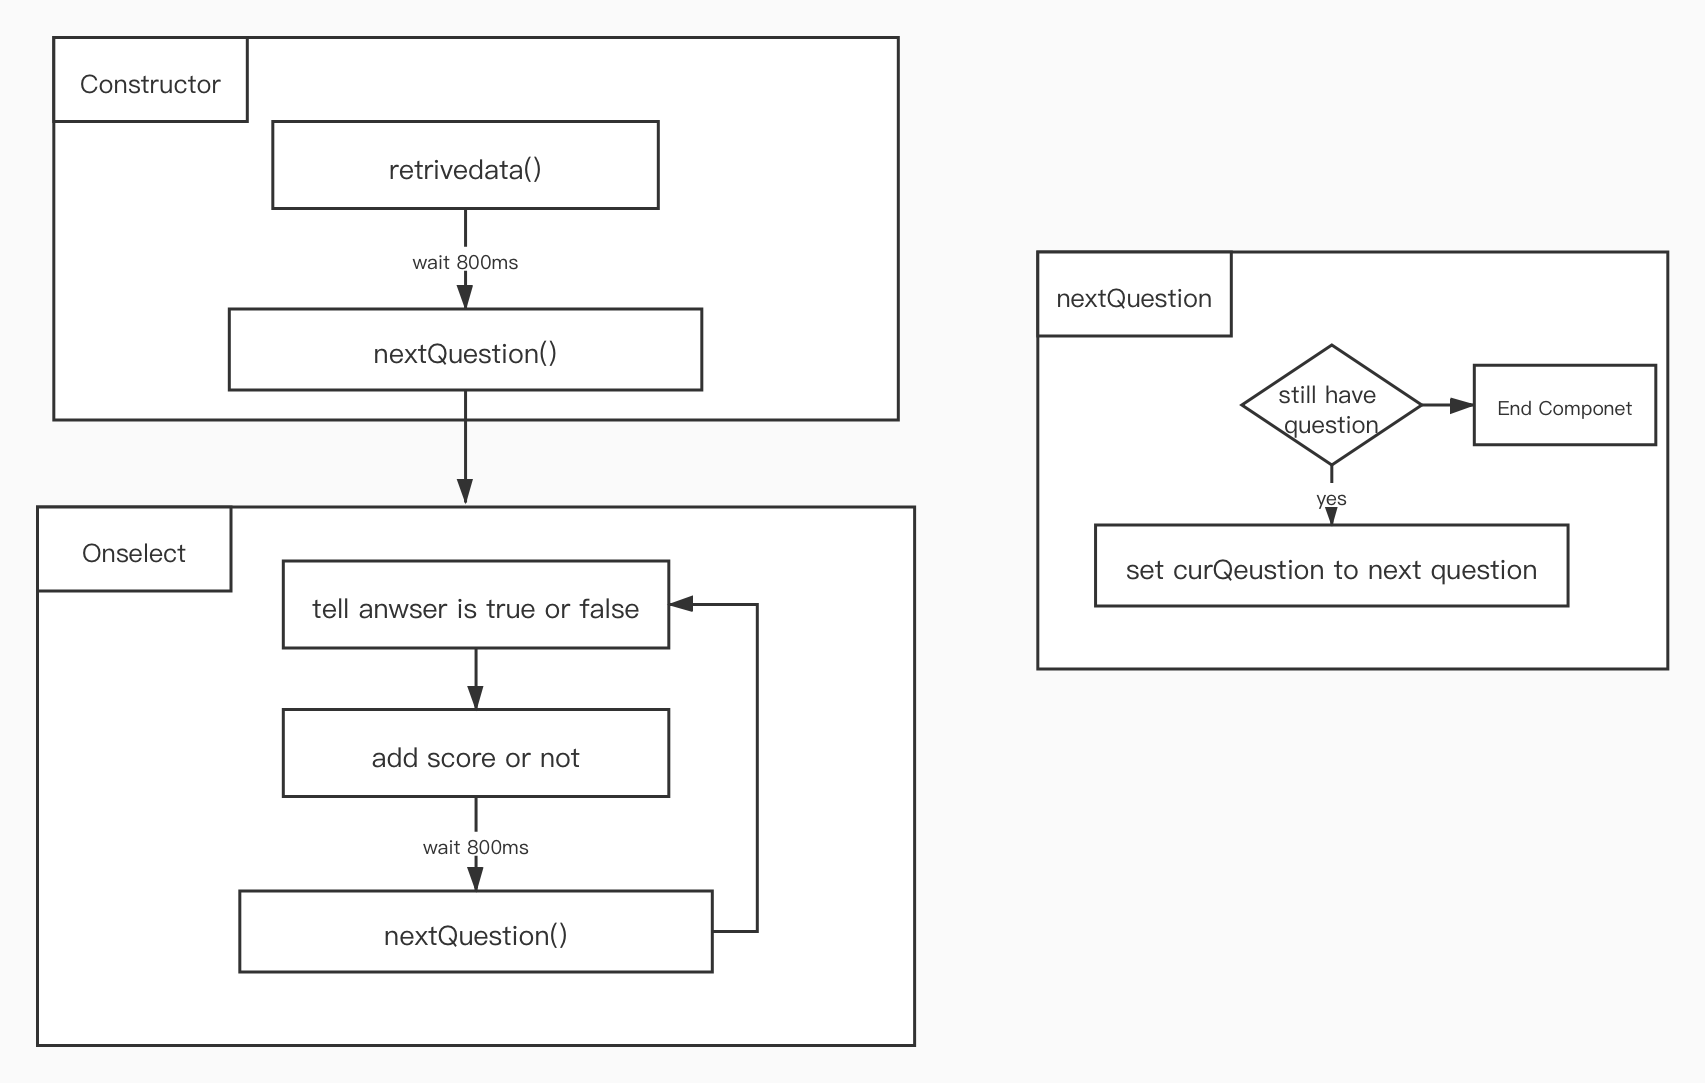 Constructor
retrivedata()
wait 800ms
nextQuestion()
Onselect
tell anwser is true or false
add score or not
wait 800ms
nextQuestion()
nextQuestion
still have
question
End Componet
yes
set curQeustion to next question